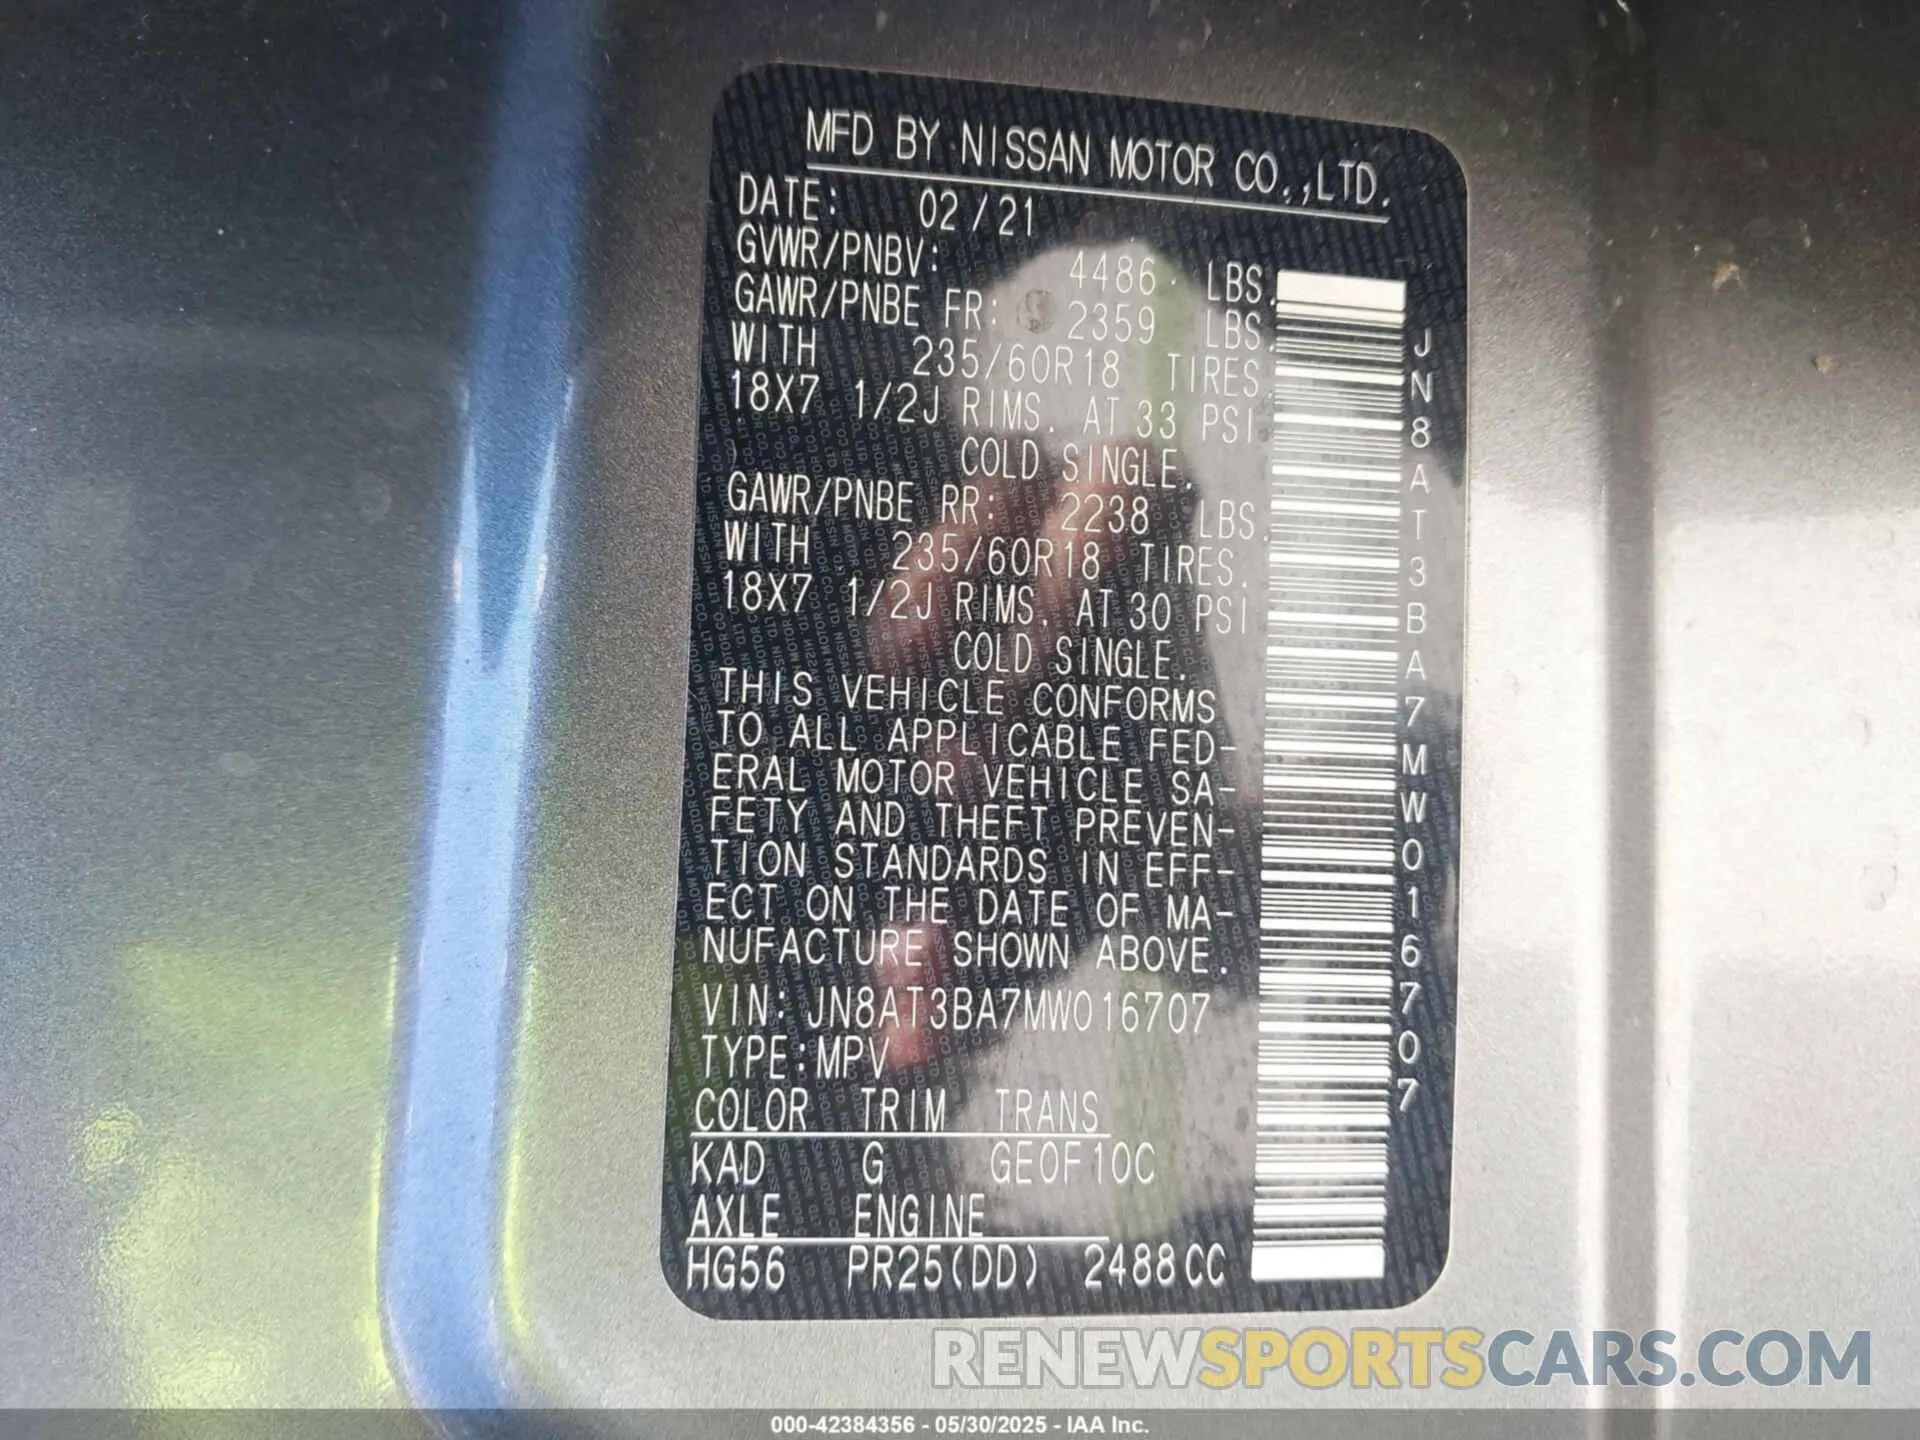 MFD BY NISSAN MOTOR CO.,LTD.
DATE: 02/21
GVWR/PNBV: 4486 LBS.
GAWR/PNBE FR: 2359 LBS.
WITH 235/60R18 TIRES.
18X7 1/2J RIMS. AT 33 PSI
COLD SINGLE.
GAWR/PNBE RR: 2238 LBS.
WITH 235/60R18 TIRES.
18X7 1/2J RIMS. AT 30 PSI
COLD SINGLE.
THIS VEHICLE CONFORMS
TO ALL APPLICABLE FED-
ERAL MOTOR VEHICLE SA-
FETY AND THEFT PREVEN-
TION STANDARDS IN EFF-
ECT ON THE DATE OF MA-
NUFACTURE SHOWN ABOVE.
VIN: JN8AT3BA7MW016707
TYPE:MPV
COLOR TRIM TRANS
KAD G GE0F10C
AXLE ENGINE
HG56 PR25(DD) 2488CC
JN8AT3BA7MW016707
RENEWSPORTSCARS.COM
000-42384356 - 05/30/2025 - IAA Inc.